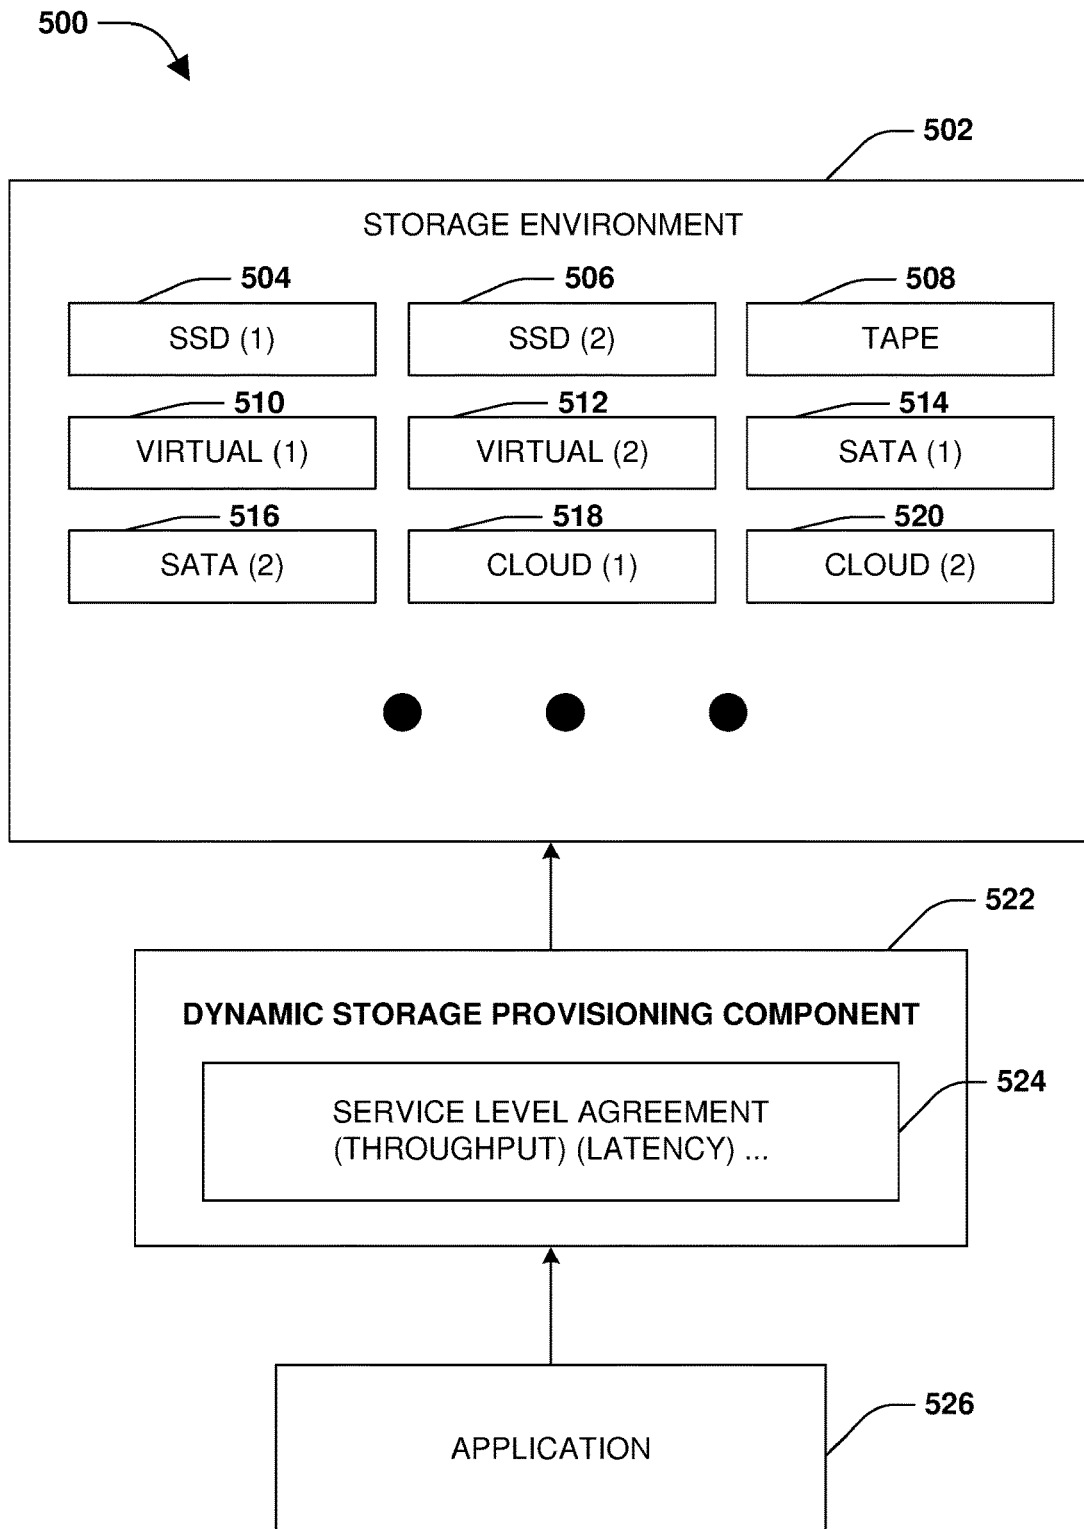 500
502
STORAGE ENVIRONMENT
504
506
508
SSD (1)
SSD (2)
TAPE
510
512
514
VIRTUAL (1)
VIRTUAL (2)
SATA (1)
516
518
520
SATA (2)
CLOUD (1)
CLOUD (2)
522
DYNAMIC STORAGE PROVISIONING COMPONENT
524
SERVICE LEVEL AGREEMENT
(THROUGHPUT) (LATENCY) ...
526
APPLICATION